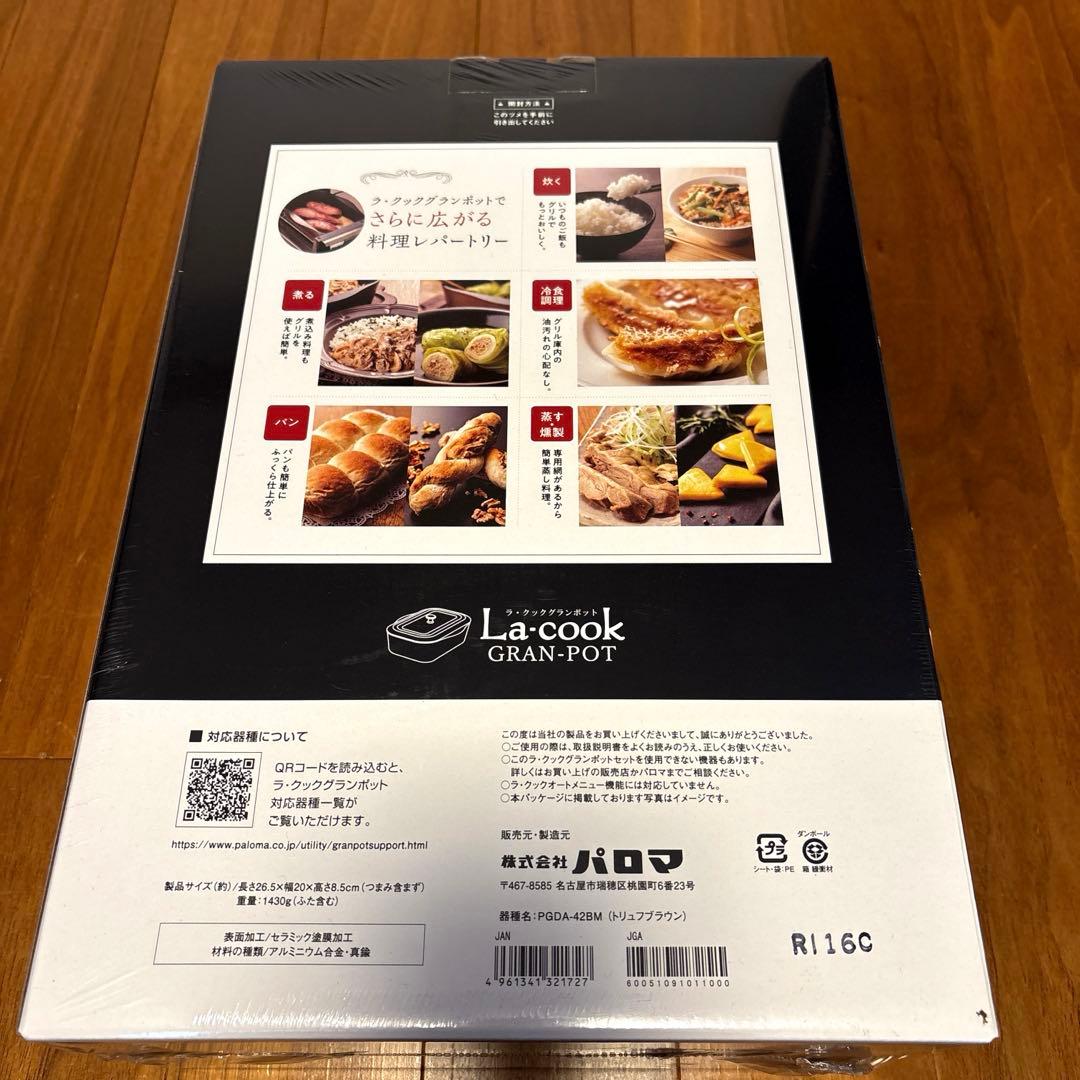 ▲ 開封方法 ▲
このツメを手前に
引き出してください
ラ・クックグランポットで
さらに広がる
料理レパートリー
炊く
いつものご飯も
グリルで
もっとおいしく。
煮る
煮込み料理も
グリルを
使えば簡単。
冷食
調理
グリル庫内の
油汚れの心配なし。
パン
パンも簡単に
ふっくら仕上がる。
蒸す
・
燻製
専用網があるから
簡単蒸し料理。
ラ・クックグランポット
La-cook
GRAN-POT
■ 対応器種について
QRコードを読み込むと、
ラ・クックグランポット
対応器種一覧が
ご覧いただけます。
https://www.paloma.co.jp/utility/granpotsupport.html
製品サイズ(約)/長さ26.5×幅20×高さ8.5cm(つまみ含まず)
重量:1430g(ふた含む)
表面加工/セラミック塗膜加工
材料の種類/アルミニウム合金・真鍮
この度は当社の製品をお買い上げくださいまして、誠にありがとうございました。
○ご使用の際は、取扱説明書をよくお読みのうえ、正しくお使いください。
○このラ・クックグランポットセットを使用できない機器もあります。
詳しくはお買い上げの販売店かパロマまでご相談ください。
○ラ・クックオートメニュー機能には対応していません。
○本パッケージに掲載しております写真はイメージです。
販売元・製造元
株式会社パロマ
〒467-8585 名古屋市瑞穂区桃園町6番23号
プラ
シート・袋:PE
ダンボール
箱 緩衝材
器種名:PGDA-42BM (トリュフブラウン)
JAN
4 961341 321727
JGA
60051091011000
R116C